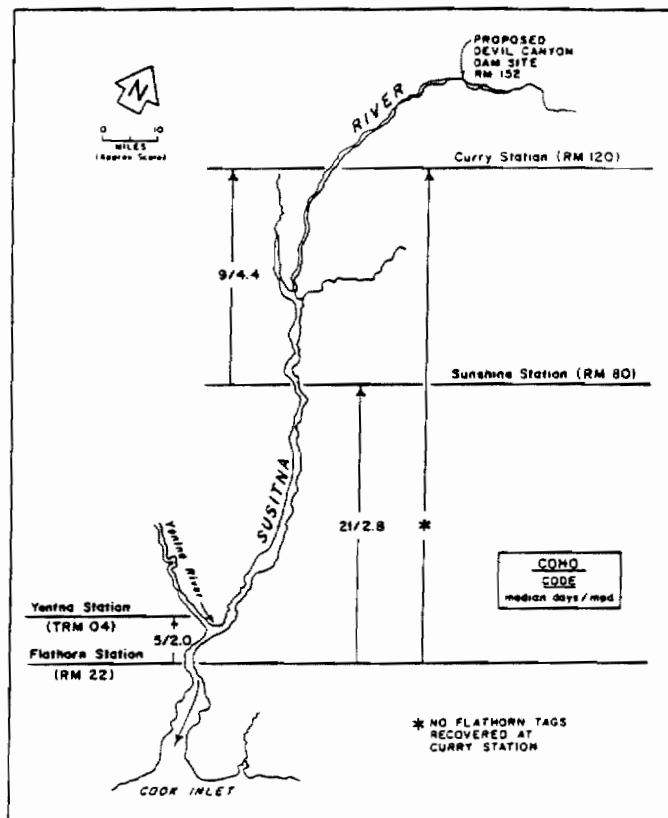 PROPOSED
DEVIL CANYON
DAM SITE
RM 152
N
0 10
MILES
(Approx Scale)
RIVER
Curry Station (RM 120)
9/4.4
Sunshine Station (RM 80)
SUSITNA
21/2.8
*
Yentna River
COHO
CODE
median days / mpd
Yentna Station
(TRM 04)
5/2.0
Flathorn Station
(RM 22)
* NO FLATHORN TAGS
RECOVERED AT
CURRY STATION
COOK INLET